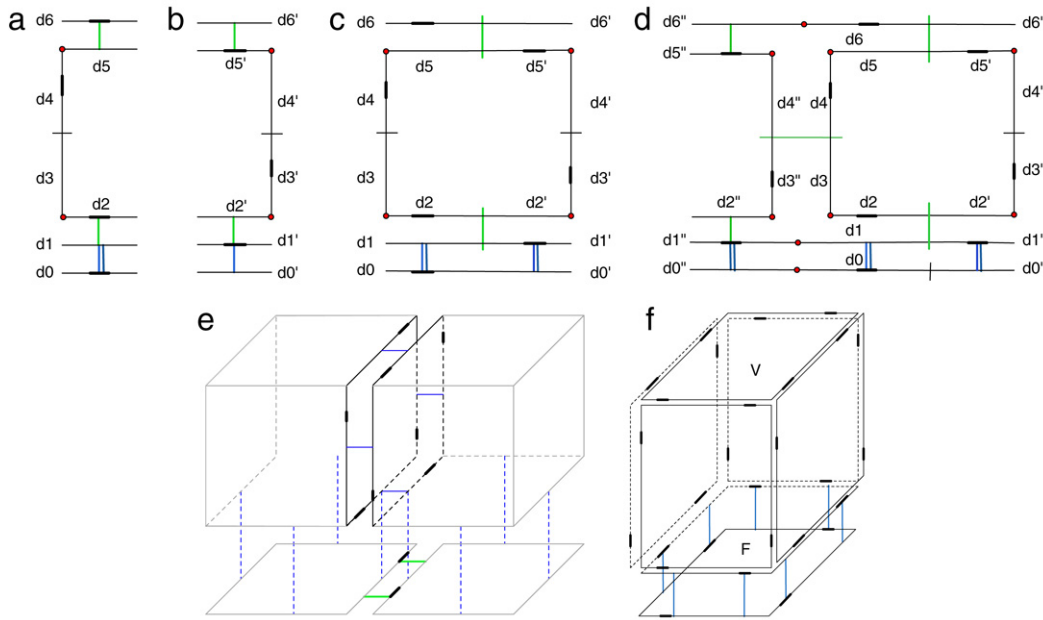 a
d6
d5
d4
d3
d2
d1
d0
b
d6'
d5'
d4'
d3'
d2'
d1'
d0'
c
d6 d6'
d5 d5'
d4 d4'
d3 d3'
d2 d2'
d1 d1'
d0 d0'
d
d6" d6 d6'
d5" d5 d5'
d4" d4 d4'
d3" d3 d3'
d2" d2 d2'
d1" d1 d1'
d0" d0 d0'
e
f
V
F